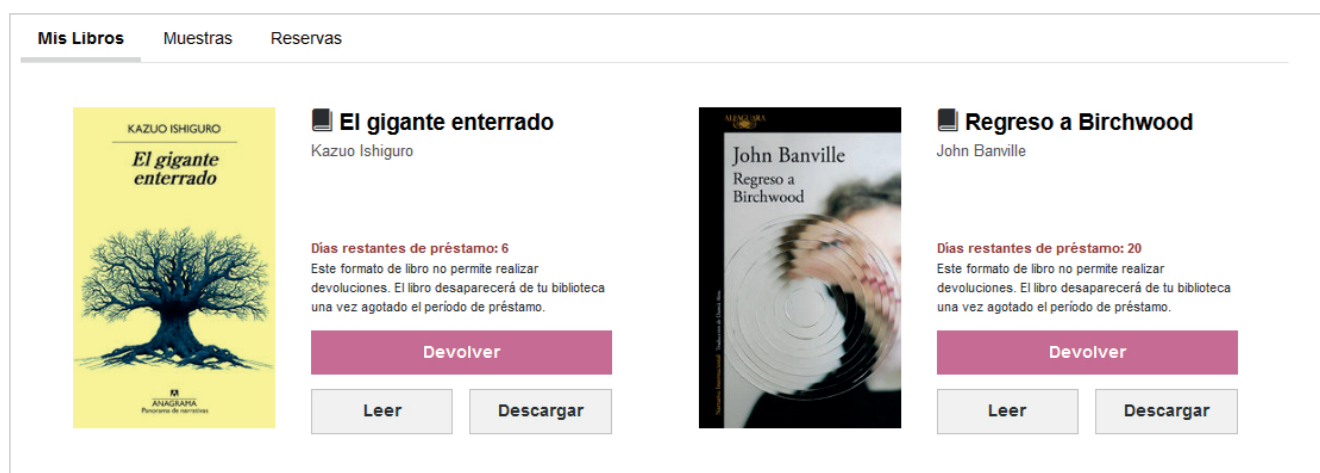 Mis Libros Muestras Reservas
KAZUO ISHIGURO
El gigante
enterrado
ANAGRAMA
Panorama de narrativas
El gigante enterrado
Kazuo Ishiguro
Días restantes de préstamo: 6
Este formato de libro no permite realizar
devoluciones. El libro desaparecerá de tu biblioteca
una vez agotado el período de préstamo.
Devolver
Leer Descargar
ALFAGUARA
John Banville
Regreso a
Birchwood
Narrativa Internacional
Regreso a Birchwood
John Banville
Días restantes de préstamo: 20
Este formato de libro no permite realizar
devoluciones. El libro desaparecerá de tu biblioteca
una vez agotado el período de préstamo.
Devolver
Leer Descargar